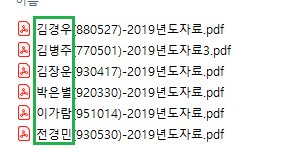 이름
김경우(880527)-2019년도자료.pdf
김병주(770501)-2019년도자료3.pdf
김장운(930417)-2019년도자료.pdf
박은별(920330)-2019년도자료.pdf
이가람(951014)-2019년도자료.pdf
전경민(930530)-2019년도자료.pdf